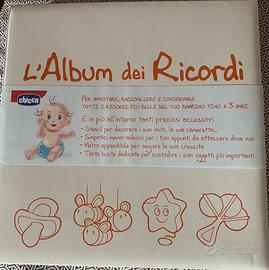 L'Album dei Ricordi
chicco
Per annotare, raccogliere e conservare
tutti i ricordi più belli del tuo bambino fino a 3 anni.
E in più all'interno tanti preziosi accessori
• Stencil per decorare i suoi inviti, la sua cameretta...
• Simpatici memo-adesivi per i tuoi appunti da attaccare dove vuoi
• Metro appendibile per seguire la sua crescita
• Tante buste dedicate per custodire i suoi oggetti più importanti
subito